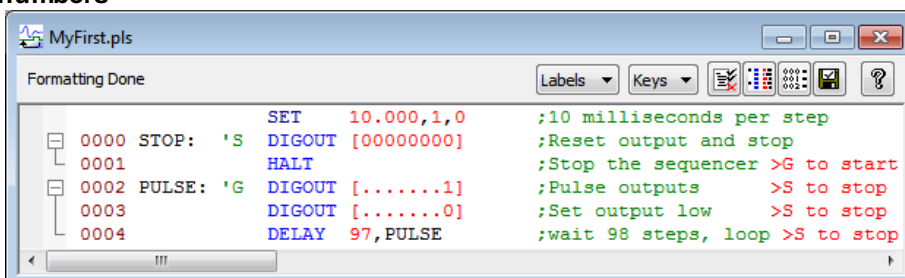 numbers
MyFirst.pls
Formatting Done Labels Keys
SET 10.000,1,0 ;10 milliseconds per step
0000 STOP: 'S DIGOUT [00000000] ;Reset output and stop
0001 HALT ;Stop the sequencer >G to start
0002 PULSE: 'G DIGOUT [.......1] ;Pulse outputs >S to stop
0003 DIGOUT [.......0] ;Set output low >S to stop
0004 DELAY 97,PULSE ;wait 98 steps, loop >S to stop